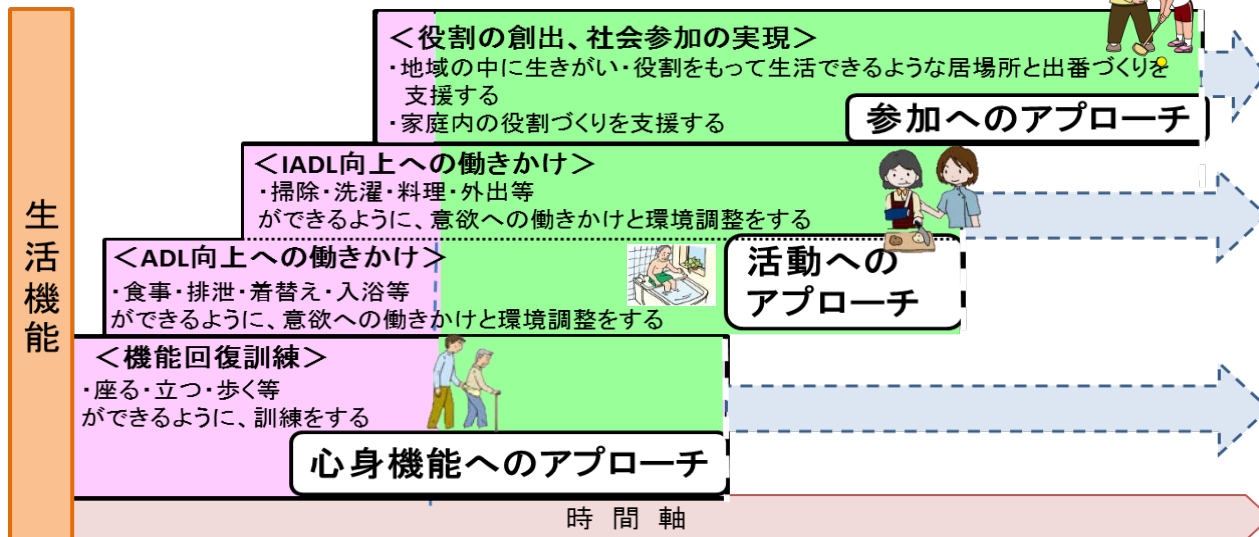 生活機能
＜役割の創出、社会参加の実現＞
・地域の中に生きがい・役割をもって生活できるような居場所と出番づくりを
支援する
・家庭内の役割づくりを支援する
参加へのアプローチ
＜IADL向上への働きかけ＞
・掃除・洗濯・料理・外出等
ができるように、意欲への働きかけと環境調整をする
＜ADL向上への働きかけ＞
・食事・排泄・着替え・入浴等
ができるように、意欲への働きかけと環境調整をする
活動への
アプローチ
＜機能回復訓練＞
・座る・立つ・歩く等
ができるように、訓練をする
心身機能へのアプローチ
時間軸